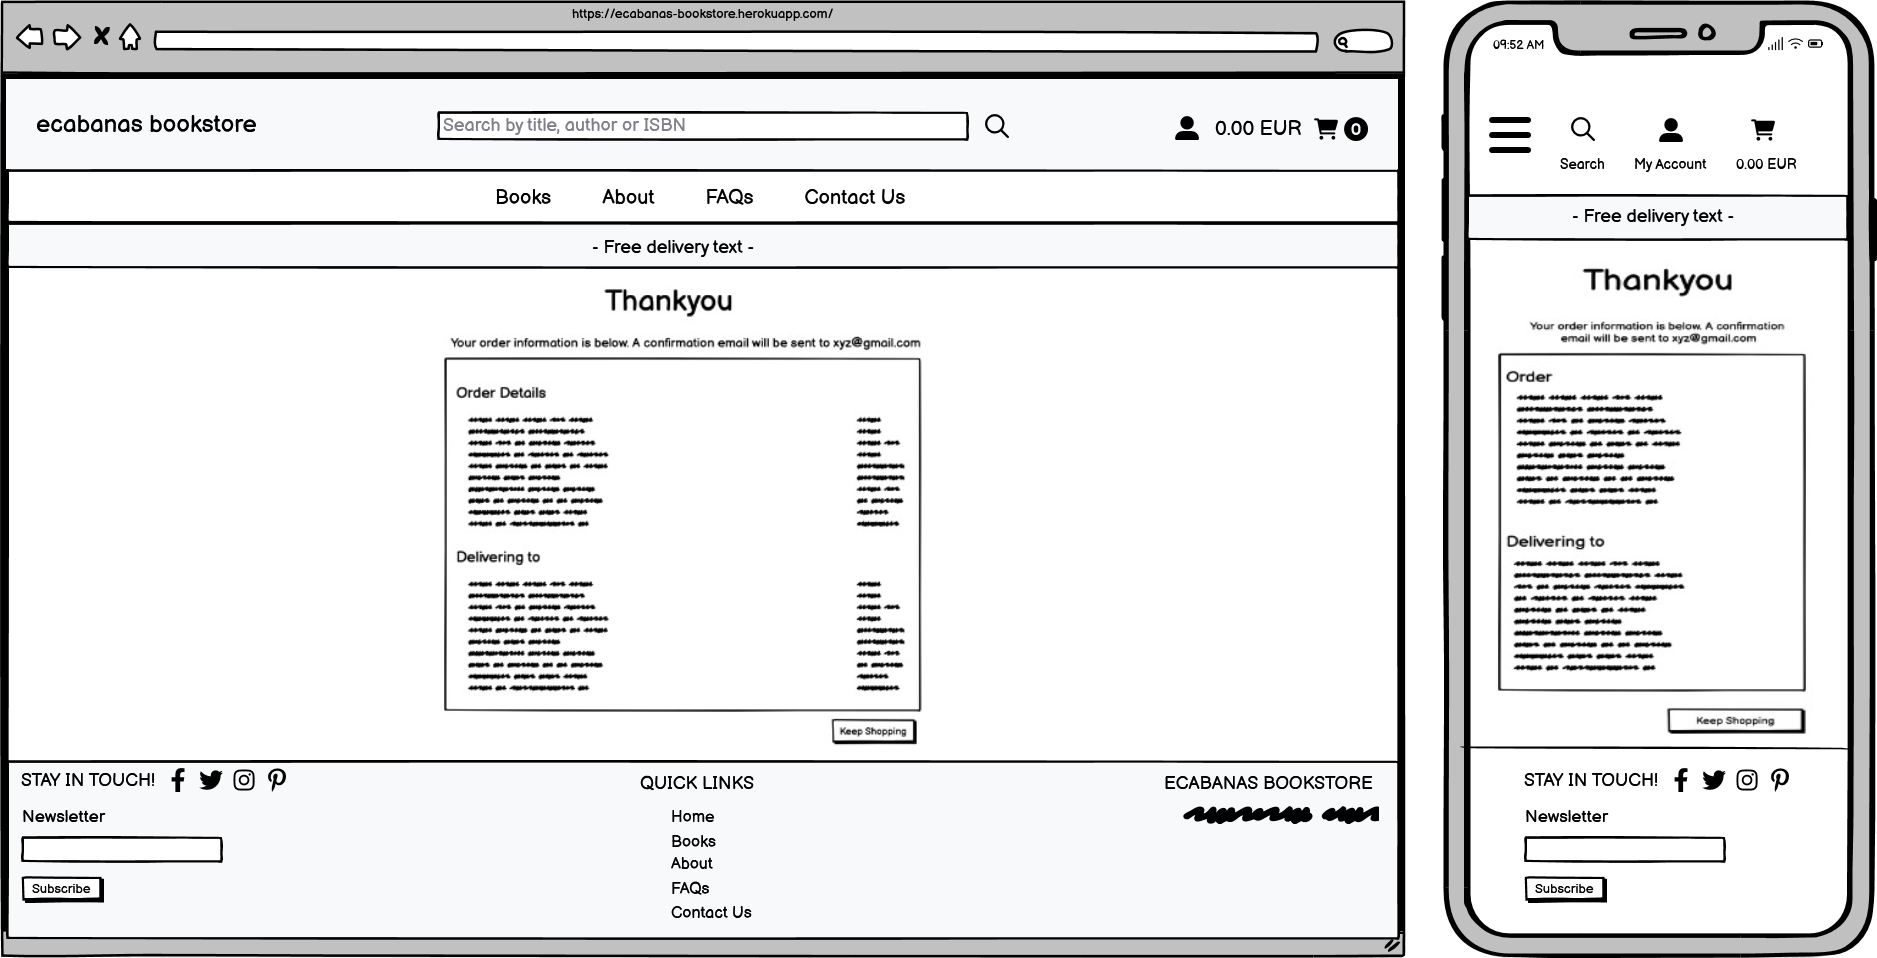 https://ecabanas-bookstore.herokuapp.com/
ecabanas bookstore
Search by title, author or ISBN
0.00 EUR
0
Books About FAQs Contact Us
- Free delivery text -
Thankyou
Your order information is below. A confirmation email will be sent to xyz@gmail.com
Order Details
Delivering to
Keep Shopping
STAY IN TOUCH!
Newsletter
Subscribe
QUICK LINKS
Home
Books
About
FAQs
Contact Us
ECABANAS BOOKSTORE
09:52 AM
Search
My Account
0.00 EUR
- Free delivery text -
Thankyou
Your order information is below. A confirmation
email will be sent to xyz@gmail.com
Order
Delivering to
Keep Shopping
STAY IN TOUCH!
Newsletter
Subscribe